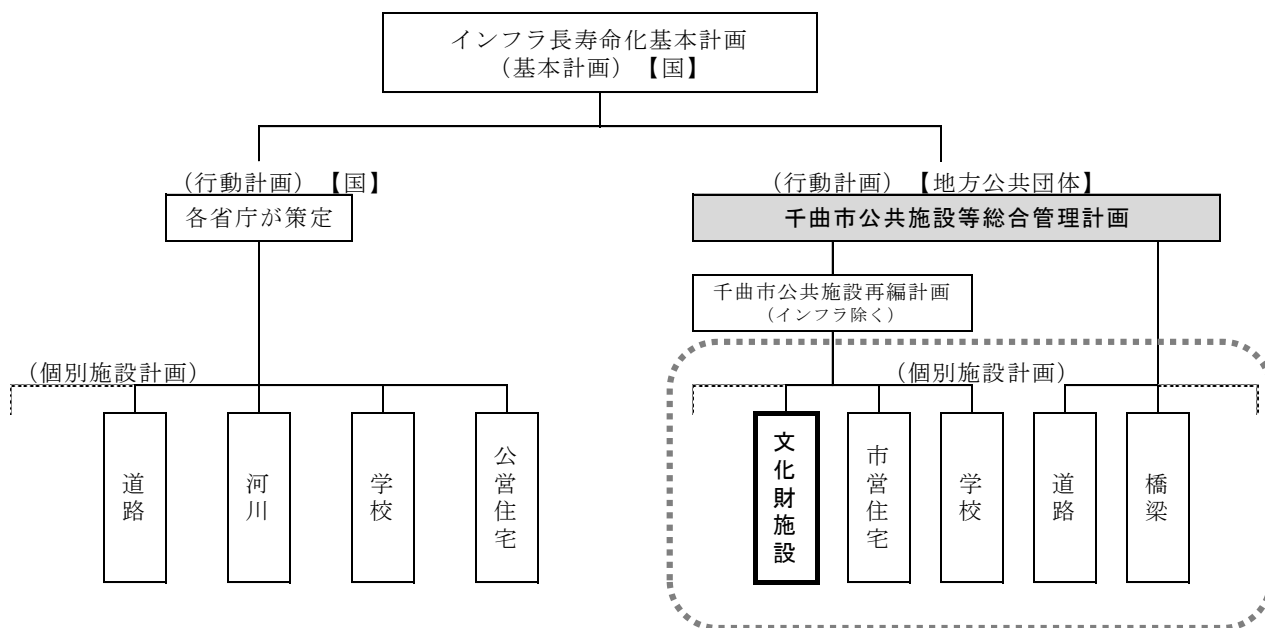 インフラ長寿命化基本計画
(基本計画)【国】
(行動計画)【国】
各省庁が策定
(行動計画)【地方公共団体】
千曲市公共施設等総合管理計画
千曲市公共施設再編計画
(インフラ除く)
(個別施設計画)
道路
河川
学校
公営住宅
(個別施設計画)
文化財施設
市営住宅
学校
道路
橋梁